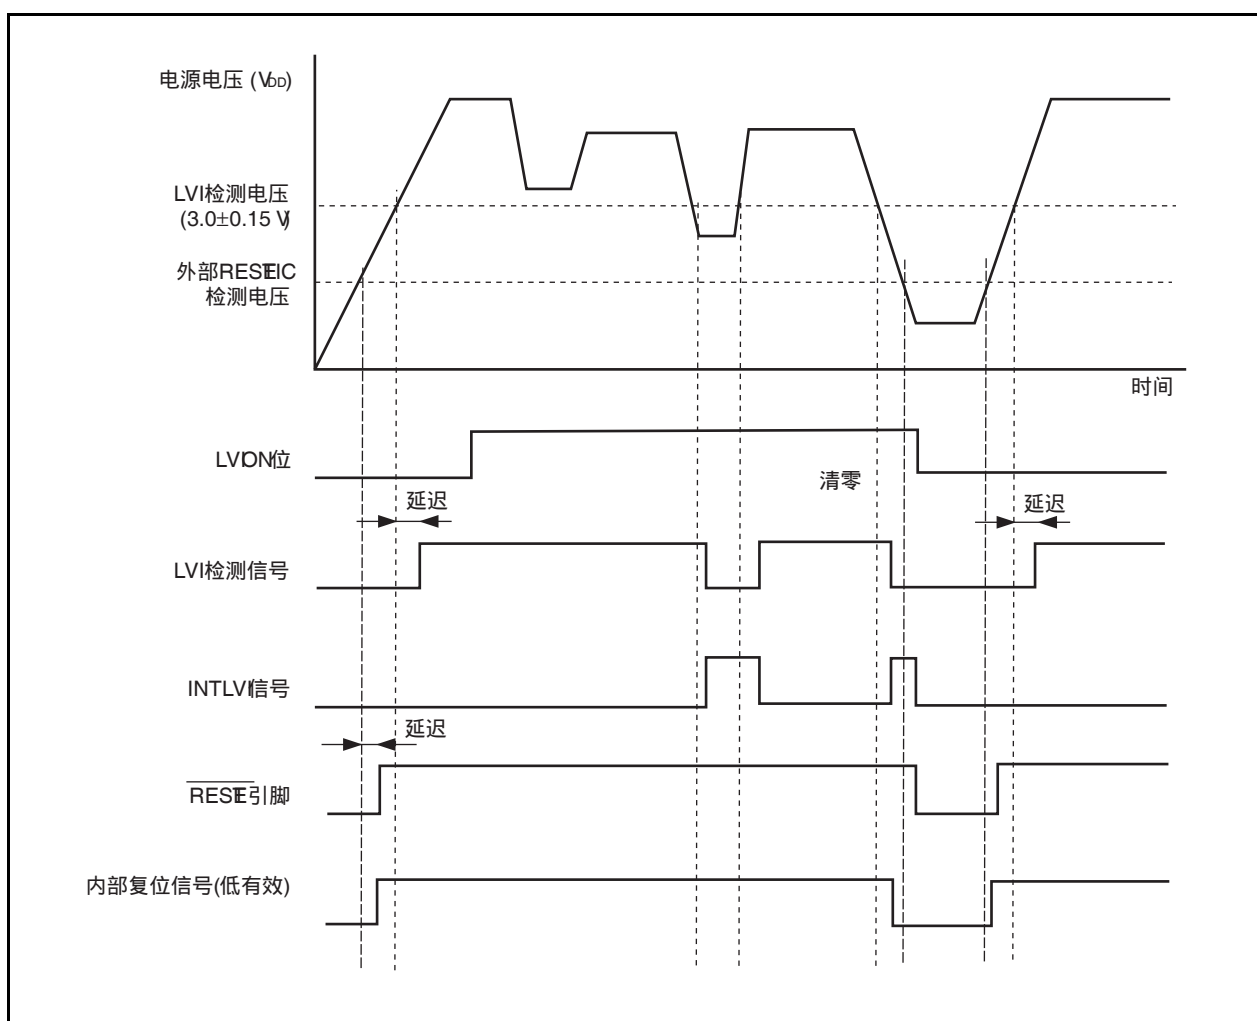 电源电压 (VDD)
LVI检测电压
(3.0±0.15 V)
外部RESETEIC
检测电压
时间
LVION位
清零
延迟
延迟
LVI检测信号
INTLVI信号
延迟
RESTE引脚
内部复位信号(低有效)